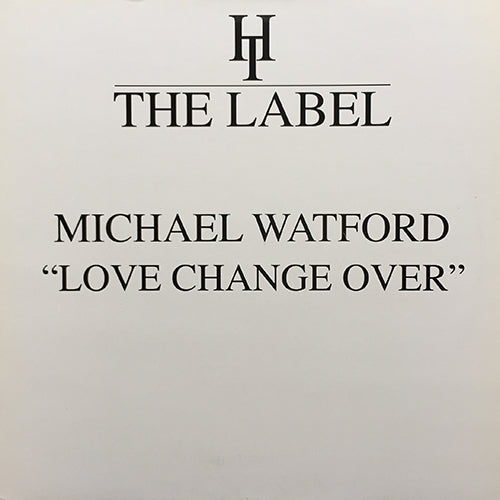 HT
THE LABEL
MICHAEL WATFORD
“LOVE CHANGE OVER”